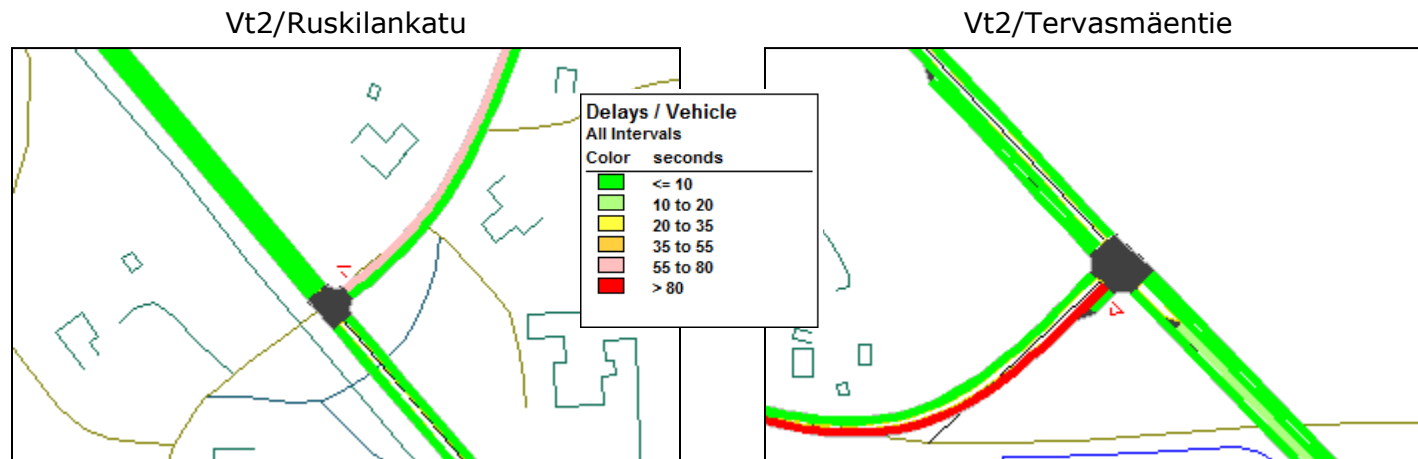 Vt2/Ruskilankatu
Vt2/Tervasmäentie
Delays / Vehicle
All Intervals
Color seconds
<= 10
10 to 20
20 to 35
35 to 55
55 to 80
> 80